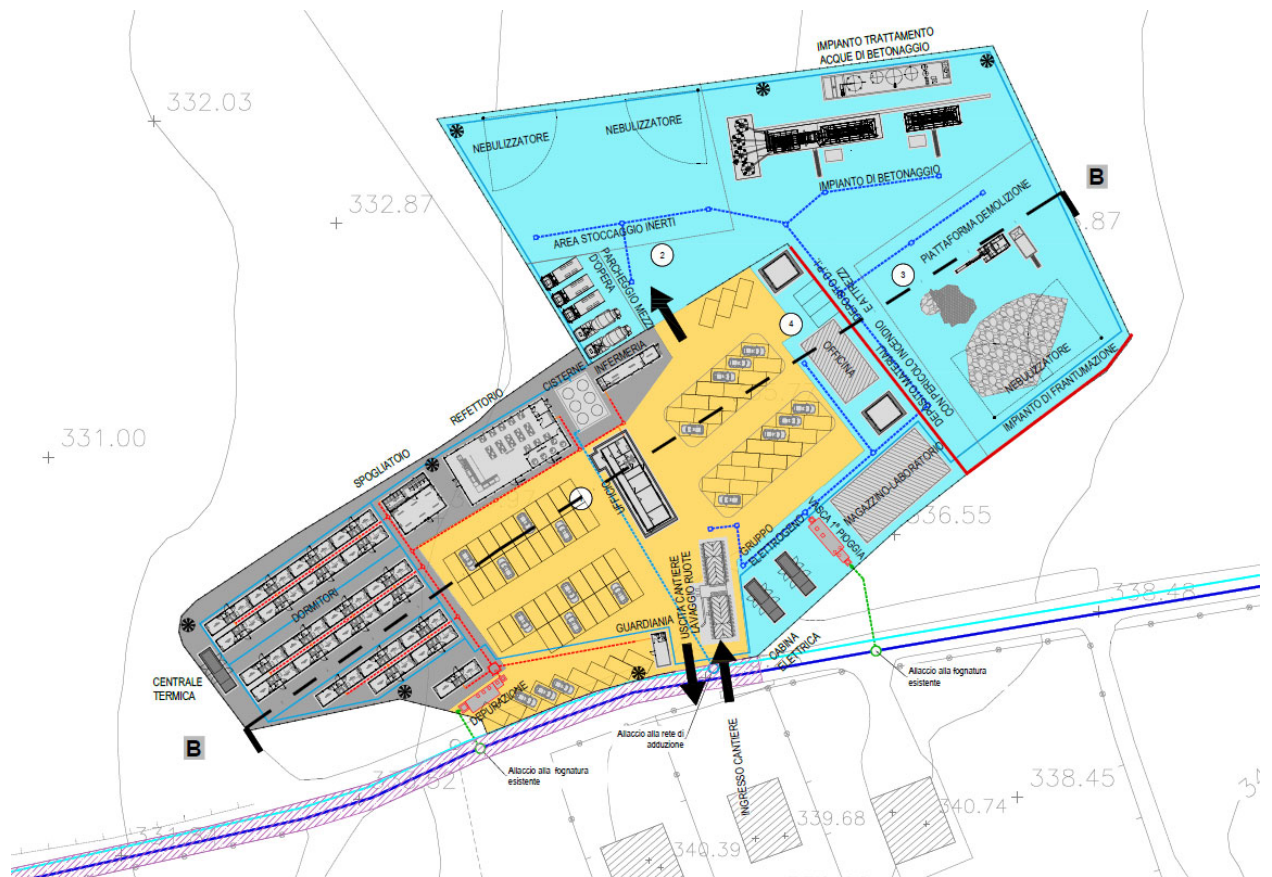 IMPIANTO TRATTAMENTO
ACQUE DI BETONAGGIO
332.03
NEBULIZZATORE
NEBULIZZATORE
IMPIANTO DI BETONAGGIO
B
332.87
AREA STOCCAGGIO INERTI
PIATTAFORMA DEMOLIZIONE
2
3
PARCHEGGIO MEZZI
D'OPERA
DEPOSITO D.P.I.
E ATTREZZI
4
DEPOSITO MATERIALI
CON PERICOLO INCENDIO
OFFICINA
NEBULIZZATORE
IMPIANTO DI FRANTUMAZIONE
INFERMERIA
CISTERNE
REFETTORIO
331.00
SPOGLIATOIO
UFFICIO
MAGAZZINO-LABORATORIO
336.55
VASCA 1° PIOGGIA
GRUPPO
ELETTROGENO
DORMITORI
GUARDIANIA
USCITA CANTIERE
LAVAGGIO RUOTE
338.48
CABINA
ELETTRICA
CENTRALE
TERMICA
DEPURAZIONE
Allaccio alla fognatura
esistente
B
Allaccio alla rete di
adduzione
INGRESSO CANTIERE
Allaccio alla fognatura
esistente
338.45
339.68
340.74
340.39